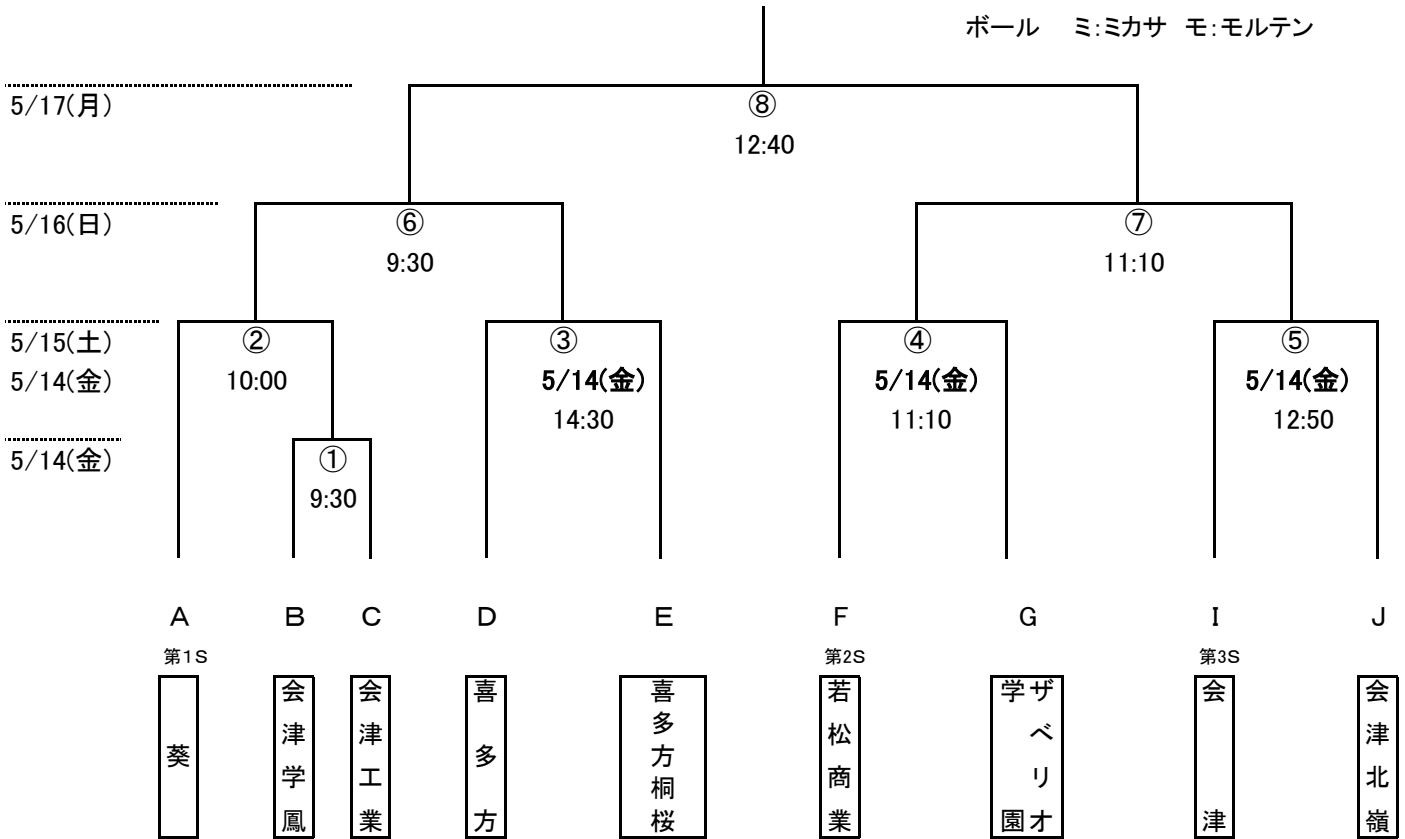 ボール ミ:ミカサ モ:モルテン
5/17(月)
⑧
12:40
5/16(日)
⑥
9:30
⑦
11:10
5/15(土)
5/14(金)
②
10:00
③
5/14(金)
14:30
④
5/14(金)
11:10
⑤
5/14(金)
12:50
5/14(金)
①
9:30
A B C D E F G I J
第1S 第2S 第3S
葵
会津学鳳
会津工業
喜多方
喜多方桐桜
若松商業
ザベリオ
学園
会津
会津北嶺